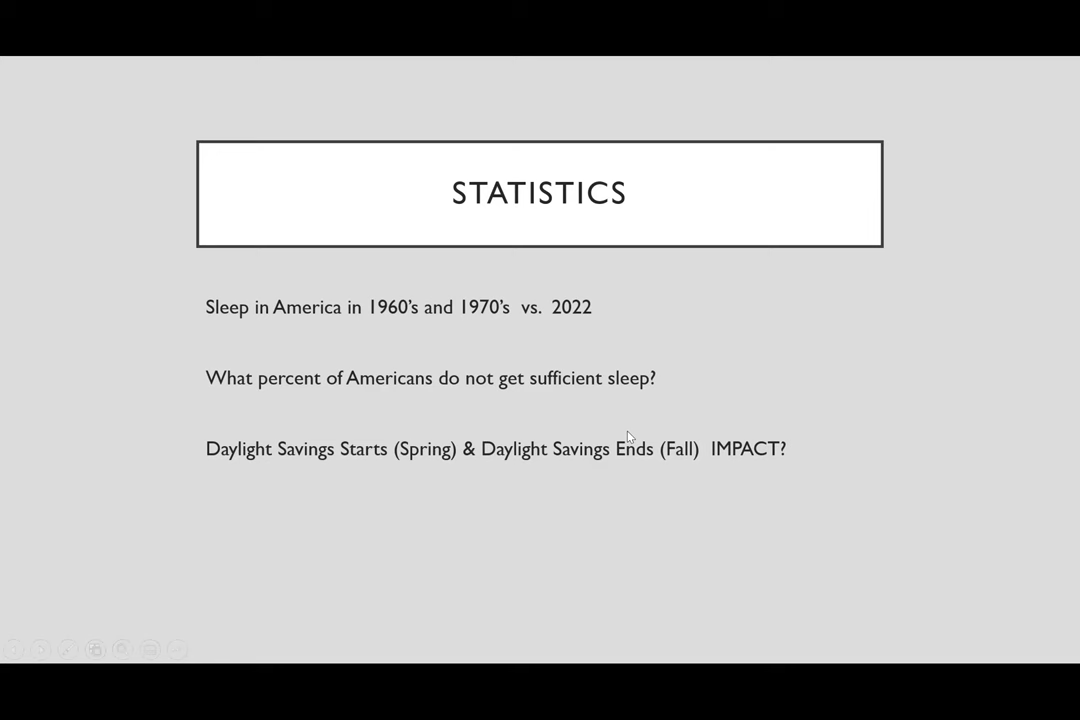 STATISTICS
Sleep in America in 1960's and 1970's vs. 2022
What percent of Americans do not get sufficient sleep?
Daylight Savings Starts (Spring) & Daylight Savings Ends (Fall) IMPACT?